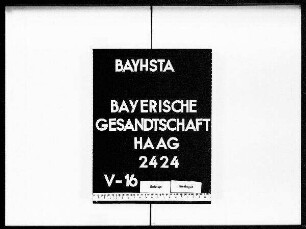 BAYHSTA
BAYERISCHE
GESANDTSCHAFT
HAAG
2424
V-16